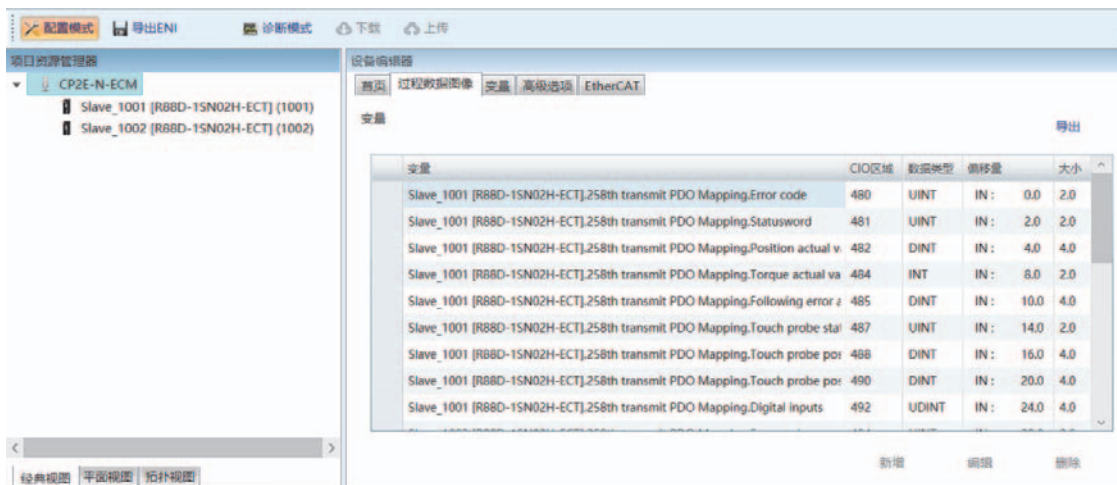 配置模式 导出ENI 诊断模式 下载 上传
项目资源管理器
CP2E-N-ECM
Slave_1001 [R88D-1SN02H-ECT] (1001)
Slave_1002 [R88D-1SN02H-ECT] (1002)
经典视图 平面视图 拓扑视图
设备编辑器
首页 过程数据图像 变量 高级选项 EtherCAT
变量
导出
变量 CIO区域 数据类型 偏移量 大小
Slave_1001 [R88D-1SN02H-ECT].258th transmit PDO Mapping.Error code 480 UINT IN : 0.0 2.0
Slave_1001 [R88D-1SN02H-ECT].258th transmit PDO Mapping.Statusword 481 UINT IN : 2.0 2.0
Slave_1001 [R88D-1SN02H-ECT].258th transmit PDO Mapping.Position actual v 482 DINT IN : 4.0 4.0
Slave_1001 [R88D-1SN02H-ECT].258th transmit PDO Mapping.Torque actual va 484 INT IN : 8.0 2.0
Slave_1001 [R88D-1SN02H-ECT].258th transmit PDO Mapping.Following error a 485 DINT IN : 10.0 4.0
Slave_1001 [R88D-1SN02H-ECT].258th transmit PDO Mapping.Touch probe stat 487 UINT IN : 14.0 2.0
Slave_1001 [R88D-1SN02H-ECT].258th transmit PDO Mapping.Touch probe pos 488 DINT IN : 16.0 4.0
Slave_1001 [R88D-1SN02H-ECT].258th transmit PDO Mapping.Touch probe pos 490 DINT IN : 20.0 4.0
Slave_1001 [R88D-1SN02H-ECT].258th transmit PDO Mapping.Digital inputs 492 UDINT IN : 24.0 4.0
新增 编辑 删除